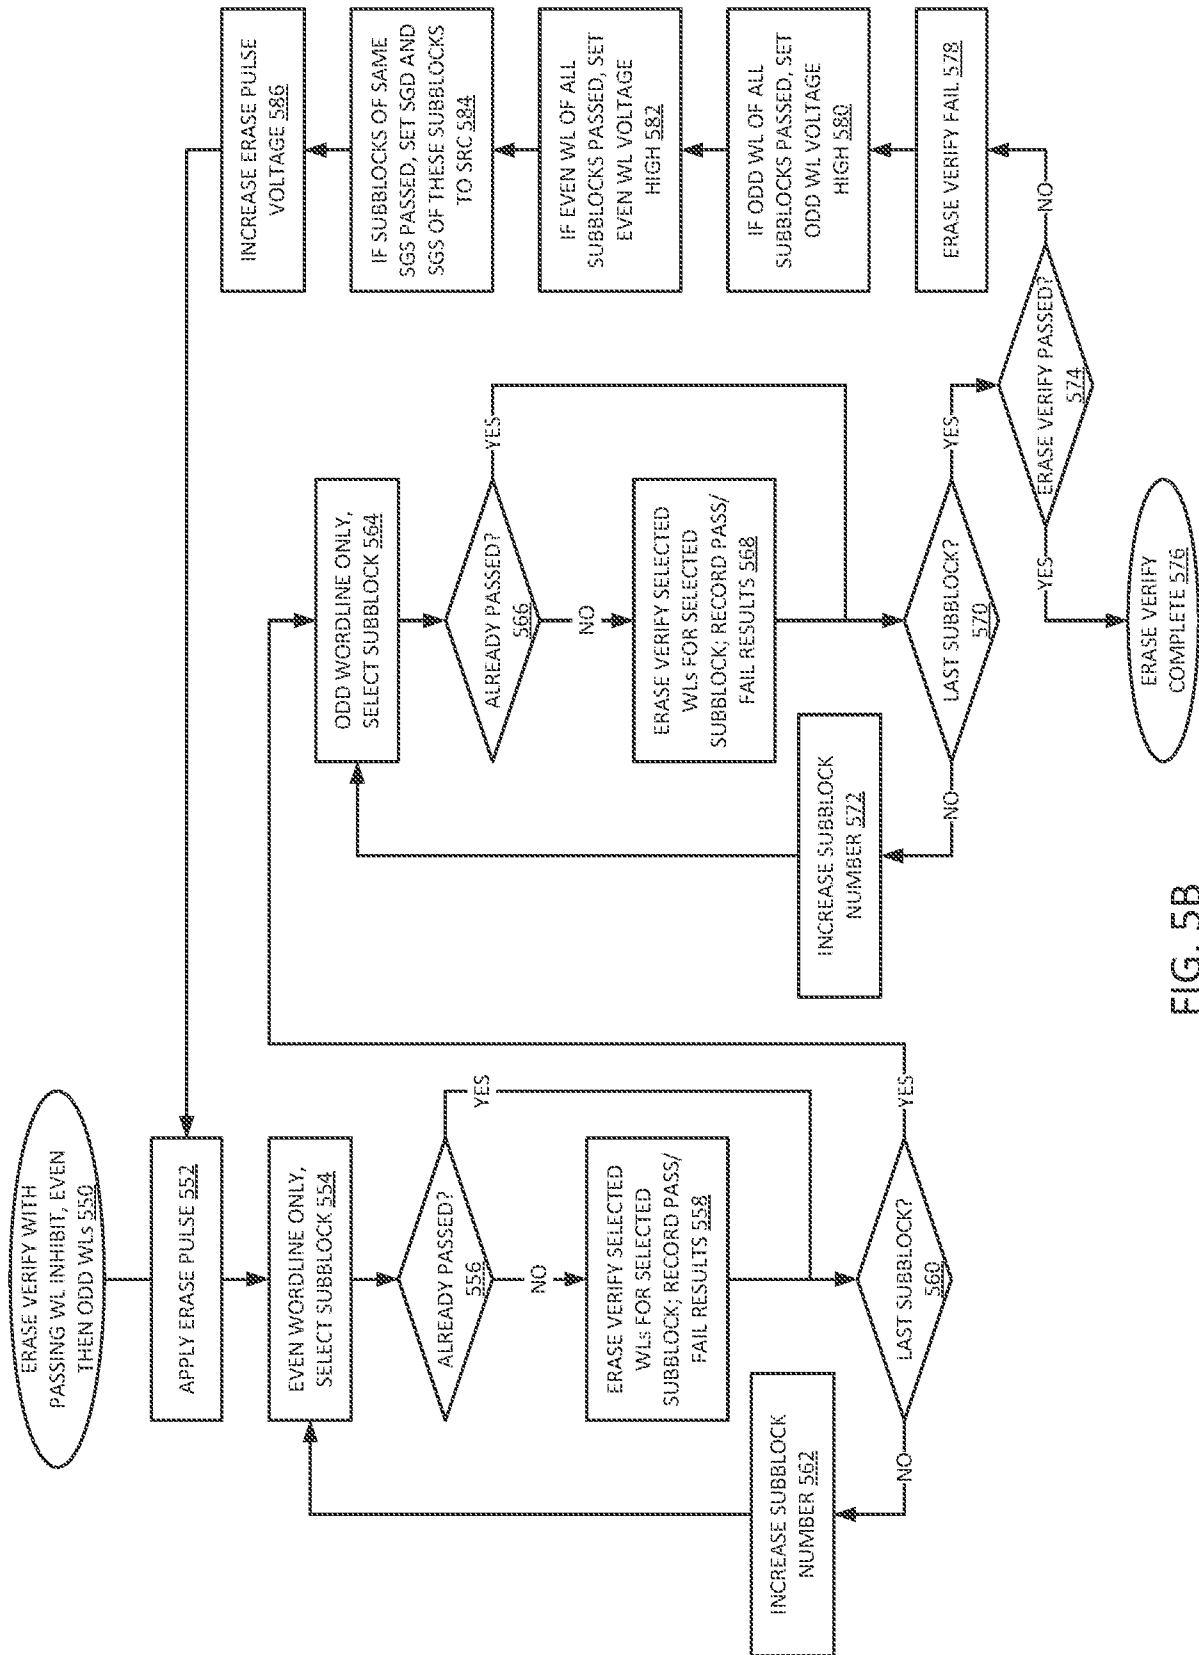 ERASE VERIFY WITH
PASSING WL INHIBIT, EVEN
THEN ODD WLs 550
APPLY ERASE PULSE 552
EVEN WORDLINE ONLY,
SELECT SUBBLOCK 554
ALREADY PASSED?
556
YES
NO
ERASE VERIFY SELECTED
WLs FOR SELECTED
SUBBLOCK; RECORD PASS/
FAIL RESULTS 558
LAST SUBBLOCK?
560
YES
NO
INCREASE SUBBLOCK
NUMBER 562
ODD WORDLINE ONLY,
SELECT SUBBLOCK 564
ALREADY PASSED?
566
YES
NO
ERASE VERIFY SELECTED
WLs FOR SELECTED
SUBBLOCK; RECORD PASS/
FAIL RESULTS 568
LAST SUBBLOCK?
570
YES
NO
INCREASE SUBBLOCK
NUMBER 572
ERASE VERIFY PASSED?
574
YES
NO
ERASE VERIFY
COMPLETE 576
ERASE VERIFY FAIL 578
IF ODD WL OF ALL
SUBBLOCKS PASSED, SET
ODD WL VOLTAGE
HIGH 580
IF EVEN WL OF ALL
SUBBLOCKS PASSED, SET
EVEN WL VOLTAGE
HIGH 582
IF SUBBLOCKS OF SAME
SGS PASSED, SET SGD AND
SGS OF THESE SUBBLOCKS
TO SRC 584
INCREASE ERASE PULSE
VOLTAGE 586
FIG. 5B